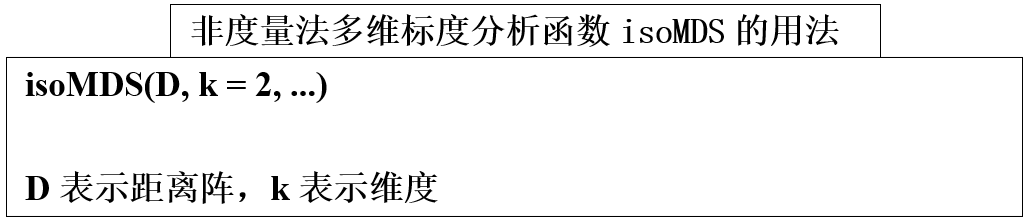 非度量法多维标度分析函数 isoMDS 的用法
isoMDS(D, k = 2, ...)
D 表示距离阵，k 表示维度